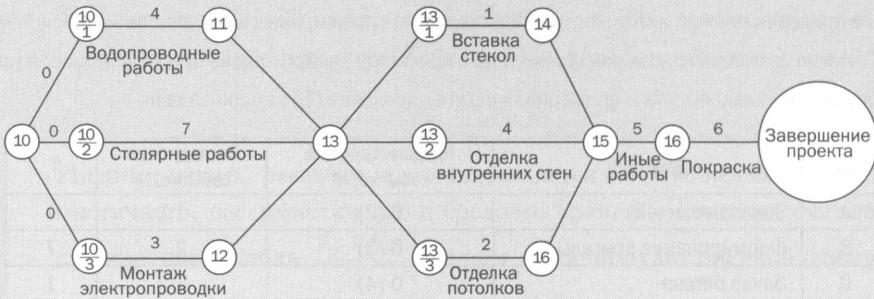 10/1 4 11
Водопроводные
работы
13/1 1 14
Вставка
стекол
0
10 0 10/2 7
Столярные работы
13
13/2 4
Отделка
внутренних стен
15 5 16 6
Иные
работы
Покраска
Завершение
проекта
0
10/3 3 12
Монтаж
электропроводки
13/3 2 16
Отделка
потолков